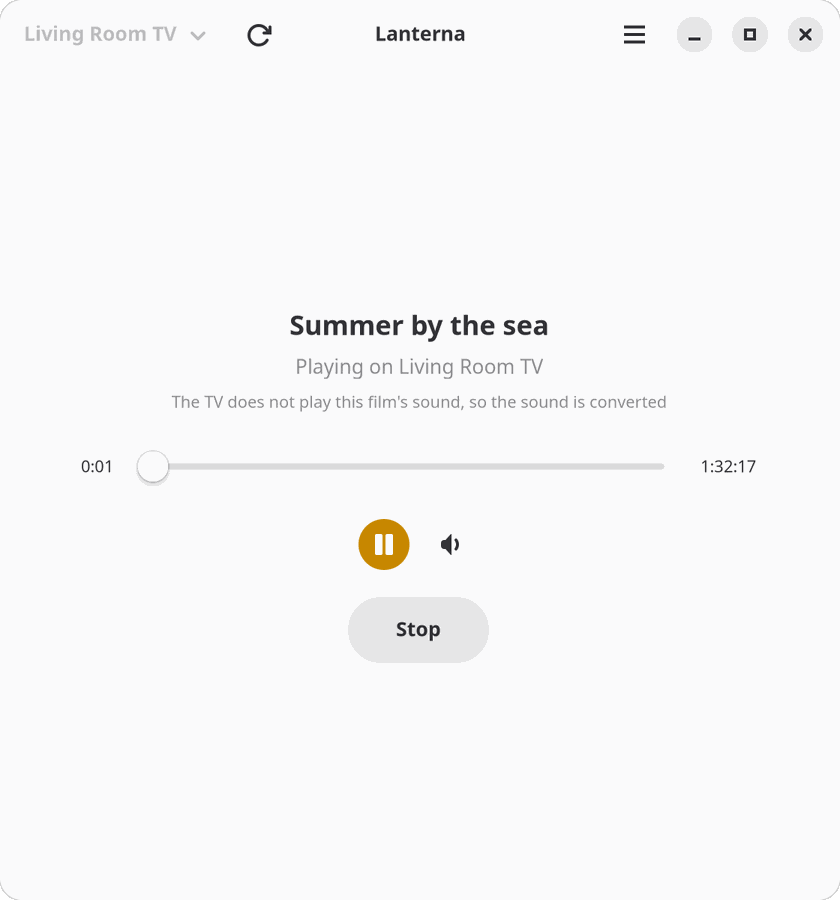 Living Room TV
Lanterna
Summer by the sea
Playing on Living Room TV
The TV does not play this film's sound, so the sound is converted
0:01
1:32:17
Stop